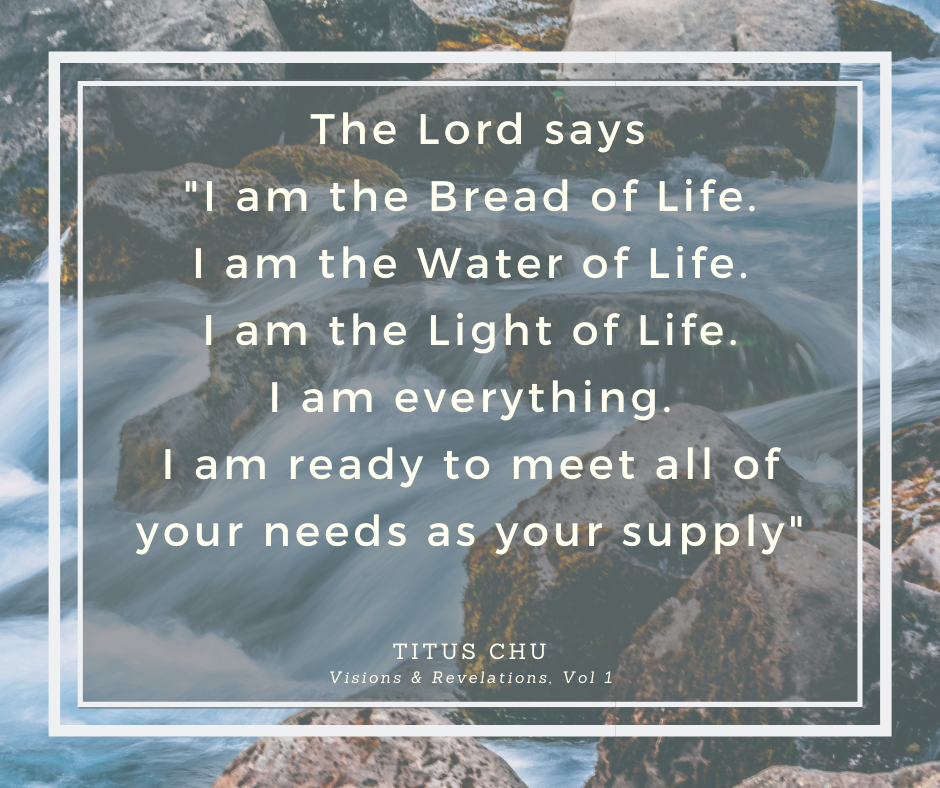 The Lord says
"I am the Bread of Life.
I am the Water of Life.
I am the Light of Life.
I am everything.
I am ready to meet all of
your needs as your supply"
TITUS CHU
Visions & Revelations, Vol 1